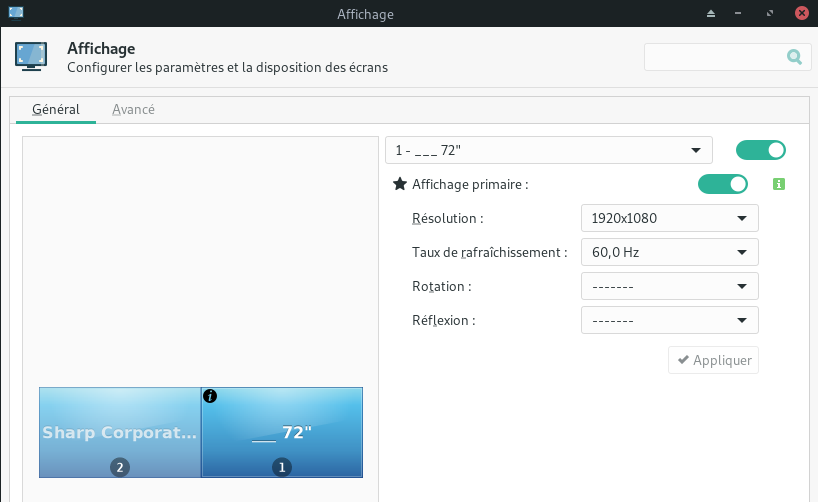 Affichage
Affichage
Configurer les paramètres et la disposition des écrans
Général
Avancé
1 - ___ 72"
Affichage primaire :
Résolution :
1920x1080
Taux de rafraîchissement :
60,0 Hz
Rotation :
-------
Réflexion :
-------
Appliquer
Sharp Corporat...
___ 72"
i
2
1